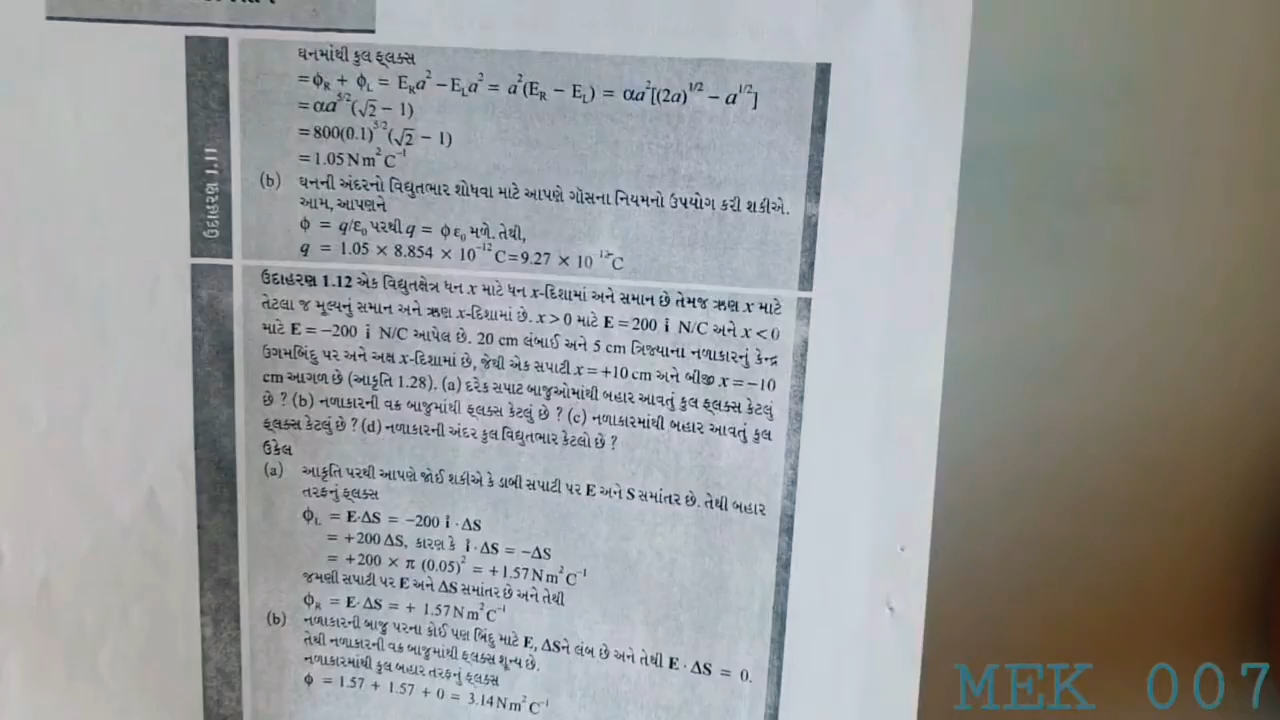 ઘનમાંથી કુલ ફ્લક્સ
= ϕR + ϕL = ERa² − ELa² = a²(ER − EL) = αa²[(2a)^1/2 − a^1/2]
= αa^5/2(√2 − 1)
= 800(0.1)^5/2(√2 − 1)
= 1.05 N m² C⁻¹
(b) ઘનની અંદરનો વિદ્યુતભાર શોધવા માટે આપણે ગૉસના નિયમનો ઉપયોગ કરી શકીએ.
આમ, આપણને
ϕ = q/ε₀ પરથી q = ϕ ε₀ મળે. તેથી,
q = 1.05 × 8.854 × 10⁻¹² C = 9.27 × 10⁻¹² C
ઉદાહરણ 1.11
ઉદાહરણ 1.12 એક વિદ્યુતક્ષેત્ર ધન x માટે ધન x-દિશામાં અને સમાન છે તેમજ ઋણ x માટે
તેટલા જ મૂલ્યનું સમાન અને ઋણ x-દિશામાં છે. x > 0 માટે E = 200 î N/C અને x < 0
માટે E = −200 î N/C આપેલ છે. 20 cm લંબાઈ અને 5 cm ત્રિજ્યાના નળાકારનું કેન્દ્ર
ઉગમબિંદુ પર અને અક્ષ x-દિશામાં છે, જેથી એક સપાટી x = +10 cm અને બીજી x = −10
cm આગળ છે (આકૃતિ 1.28). (a) દરેક સપાટ બાજુઓમાંથી બહાર આવતું કુલ ફ્લક્સ કેટલું
છે ? (b) નળાકારની વક્ર બાજુમાંથી ફ્લક્સ કેટલું છે ? (c) નળાકારમાંથી બહાર આવતું કુલ
ફ્લક્સ કેટલું છે ? (d) નળાકારની અંદર કુલ વિદ્યુતભાર કેટલો છે ?
ઉકેલ
(a) આકૃતિ પરથી આપણે જોઈ શકીએ કે ડાબી સપાટી પર E અને S સમાંતર છે. તેથી બહાર
તરફનું ફ્લક્સ
ϕL = E·ΔS = −200 î · ΔS
= +200 ΔS, કારણ કે î · ΔS = −ΔS
= +200 × π (0.05)² = +1.57 N m² C⁻¹
જમણી સપાટી પર E અને ΔS સમાંતર છે અને તેથી
ϕR = E·ΔS = + 1.57 N m² C⁻¹
(b) નળાકારની બાજુ પરના કોઈ પણ બિંદુ માટે E, ΔSને લંબ છે અને તેથી E · ΔS = 0.
તેથી નળાકારની વક્ર બાજુમાંથી ફ્લક્સ શૂન્ય છે.
નળાકારમાંથી કુલ બહાર તરફનું ફ્લક્સ
ϕ = 1.57 + 1.57 + 0 = 3.14 N m² C⁻¹
MEK 007